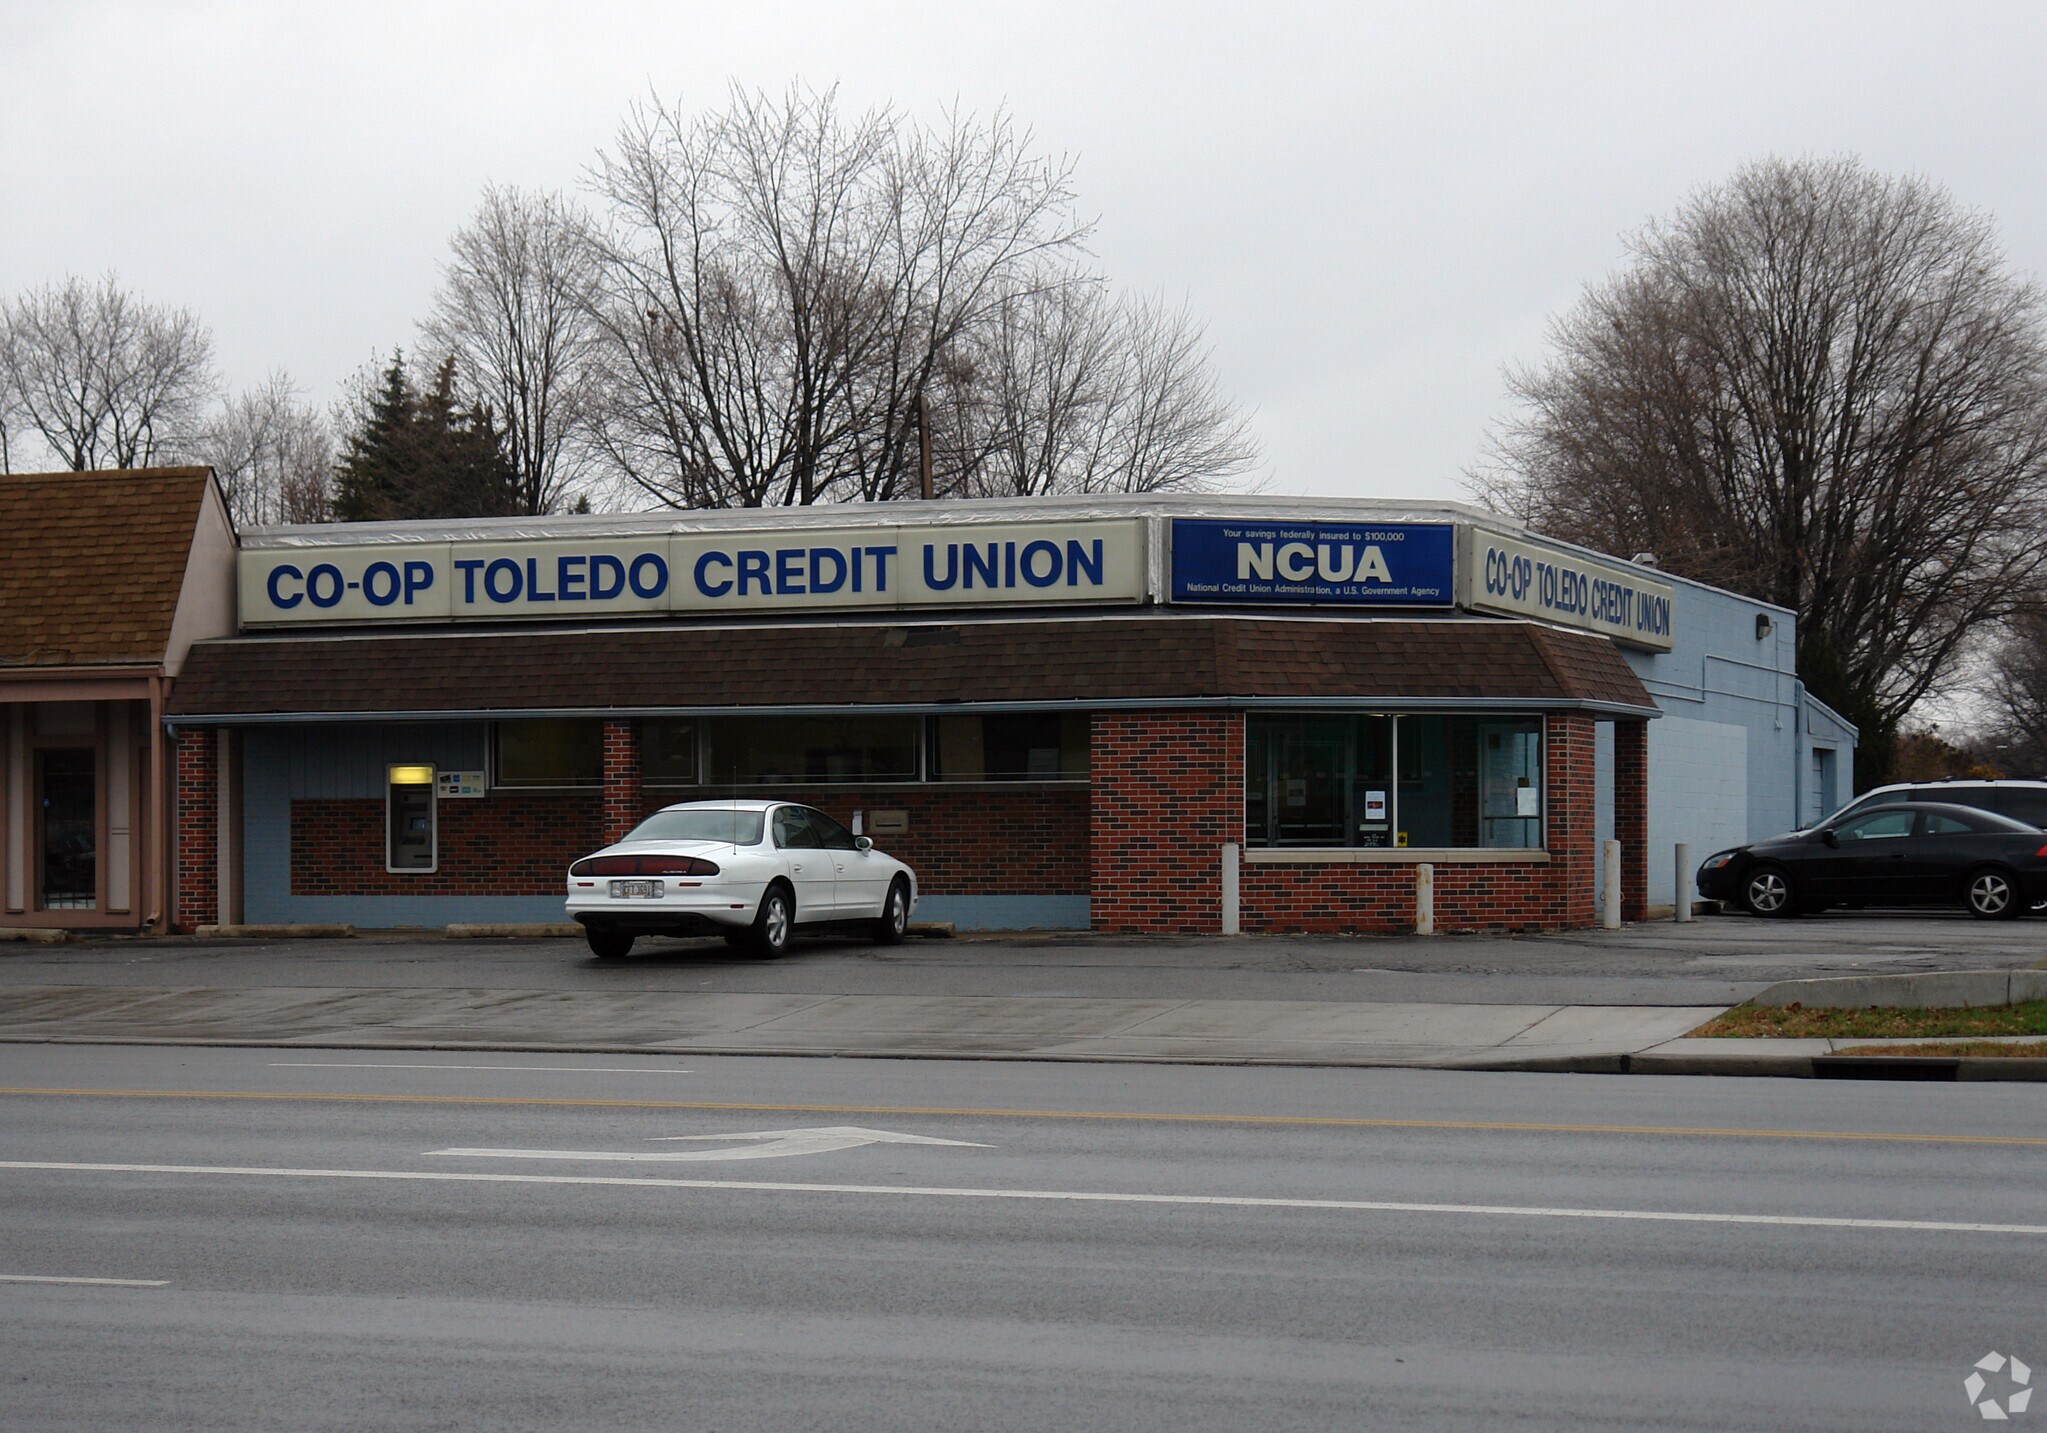 CO-OP TOLEDO CREDIT UNION
Your savings federally insured to $100,000
NCUA
National Credit Union Administration, a U.S. Government Agency
CO-OP TOLEDO CREDIT UNION